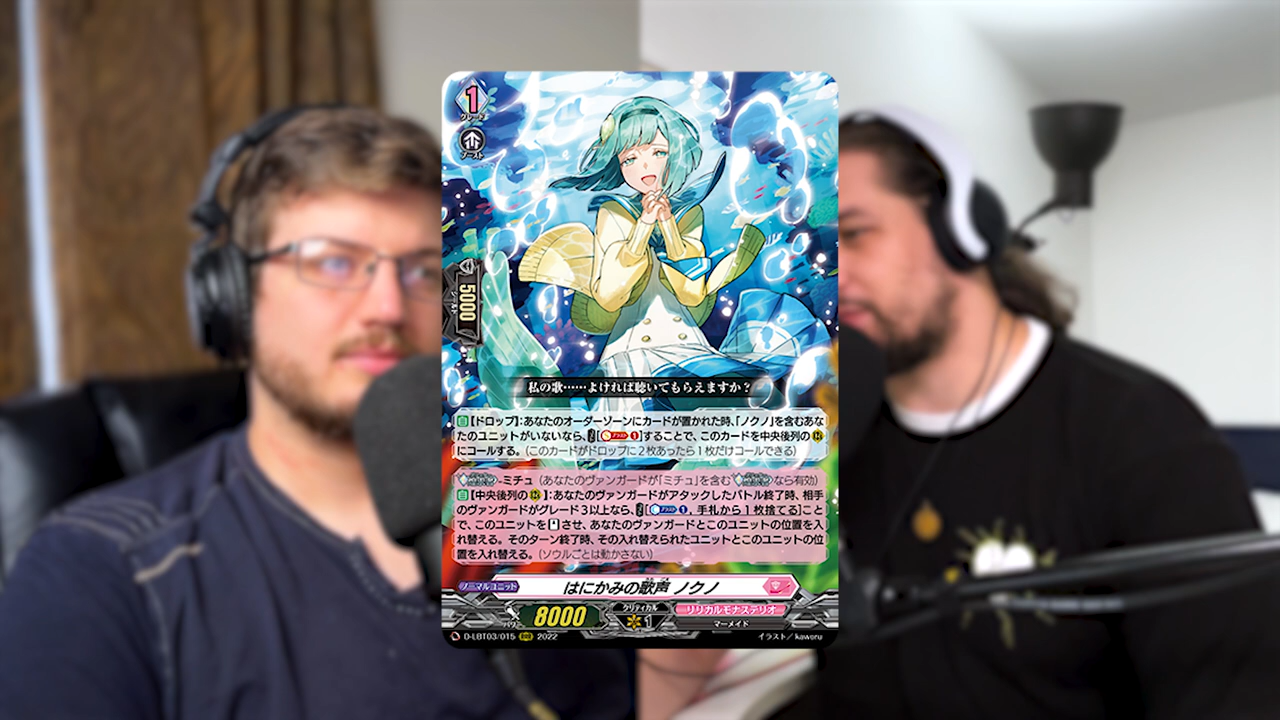 1
グレード
ブースト
5000
シールド
私の歌……よければ聴いてもらえますか?
【ドロップ】:あなたのオーダーゾーンにカードが置かれた時、「ノクノ」を含むあな
たのユニットがいないなら、[ブラスト1]することで、このカードを中央後列の
にコールする。(このカードがドロップに2枚あったら1枚だけコールできる)
-ミチュ(あなたのヴァンガードが「ミチュ」を含む なら有効)
【中央後列の】:あなたのヴァンガードがアタックしたバトル終了時、相手
のヴァンガードがグレード3以上なら、[ブラスト1, 手札から1枚捨てる]こと
で、このユニットを させ、あなたのヴァンガードとこのユニットの位置を入
れ替える。そのターン終了時、その入れ替えられたユニットとこのユニットの位
置を入れ替える。(ソウルごとは動かさない)
ノーマルユニット はにかみの歌声 ノクノ
パワー 8000 クリティカル 1 リリカルモナステリオ
マーメイド
D-LBT03/015 RRR 2022 イラスト/kaworu